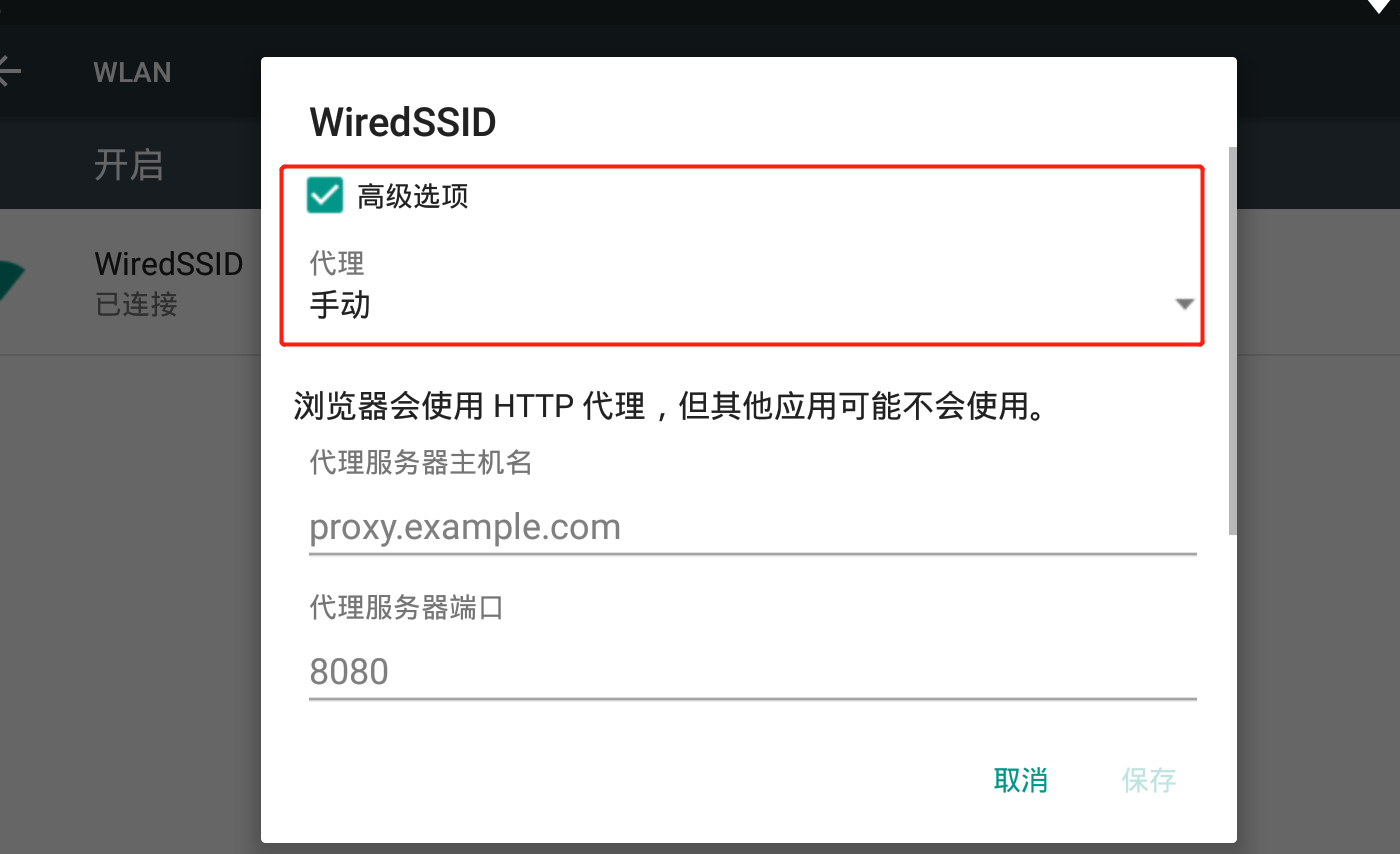 WLAN
开启
WiredSSID
已连接
WiredSSID
高级选项
代理
手动
浏览器会使用 HTTP 代理，但其他应用可能不会使用。
代理服务器主机名
proxy.example.com
代理服务器端口
8080
取消
保存